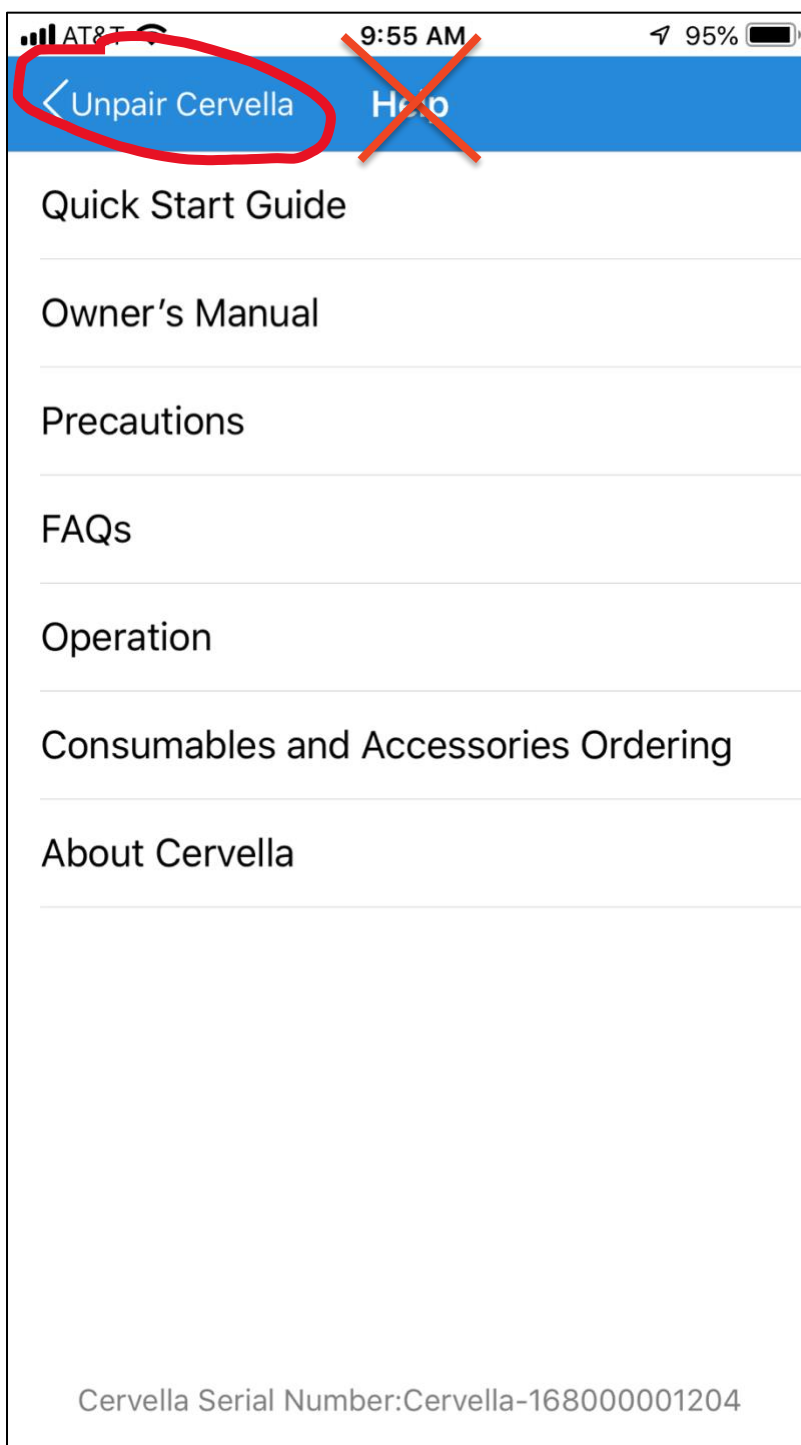 AT&T 9:55 AM 95%
Unpair Cervella Help
Quick Start Guide
Owner’s Manual
Precautions
FAQs
Operation
Consumables and Accessories Ordering
About Cervella
Cervella Serial Number:Cervella-168000001204